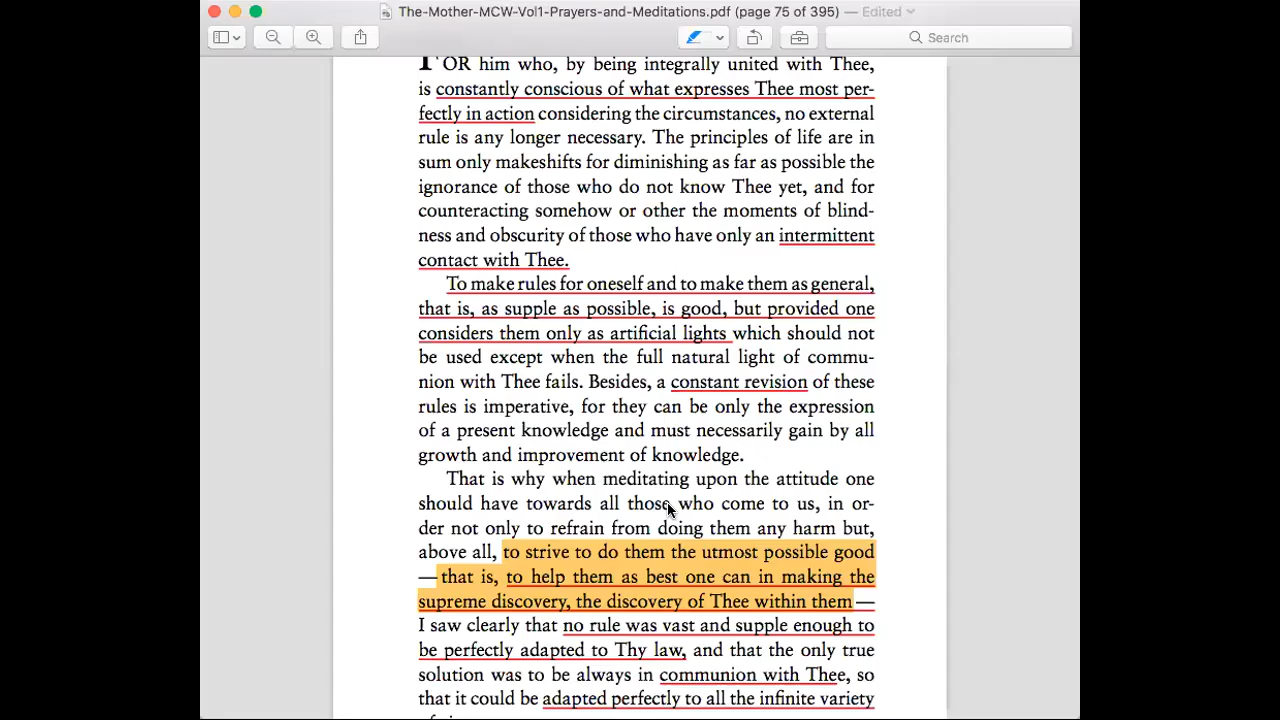 The-Mother-MCW-Vol1-Prayers-and-Meditations.pdf (page 75 of 395) — Edited
Search
FOR him who, by being integrally united with Thee,
is constantly conscious of what expresses Thee most per-
fectly in action considering the circumstances, no external
rule is any longer necessary. The principles of life are in
sum only makeshifts for diminishing as far as possible the
ignorance of those who do not know Thee yet, and for
counteracting somehow or other the moments of blind-
ness and obscurity of those who have only an intermittent
contact with Thee.
To make rules for oneself and to make them as general,
that is, as supple as possible, is good, but provided one
considers them only as artificial lights which should not
be used except when the full natural light of commu-
nion with Thee fails. Besides, a constant revision of these
rules is imperative, for they can be only the expression
of a present knowledge and must necessarily gain by all
growth and improvement of knowledge.
That is why when meditating upon the attitude one
should have towards all those who come to us, in or-
der not only to refrain from doing them any harm but,
above all, to strive to do them the utmost possible good
—that is, to help them as best one can in making the
supreme discovery, the discovery of Thee within them —
I saw clearly that no rule was vast and supple enough to
be perfectly adapted to Thy law, and that the only true
solution was to be always in communion with Thee, so
that it could be adapted perfectly to all the infinite variety